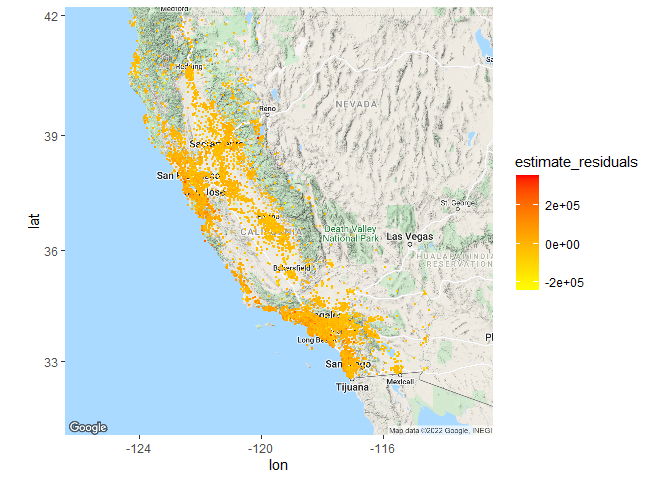 Medford
42
Redding
Reno
NEVADA
39
Sacramento
San Francisco
San Jose
St. George
estimate_residuals
2e+05
0e+00
-2e+05
lat
CALIFORNIA
Death Valley
National Park
Las Vegas
36
HUALAPAI INDIAN
RESERVATION
Bakersfield
Angeles
Long Beach
33
San Diego
Mexicali
Tijuana
Google
Map data ©2022 Google, INEGI
-124
-120
-116
lon